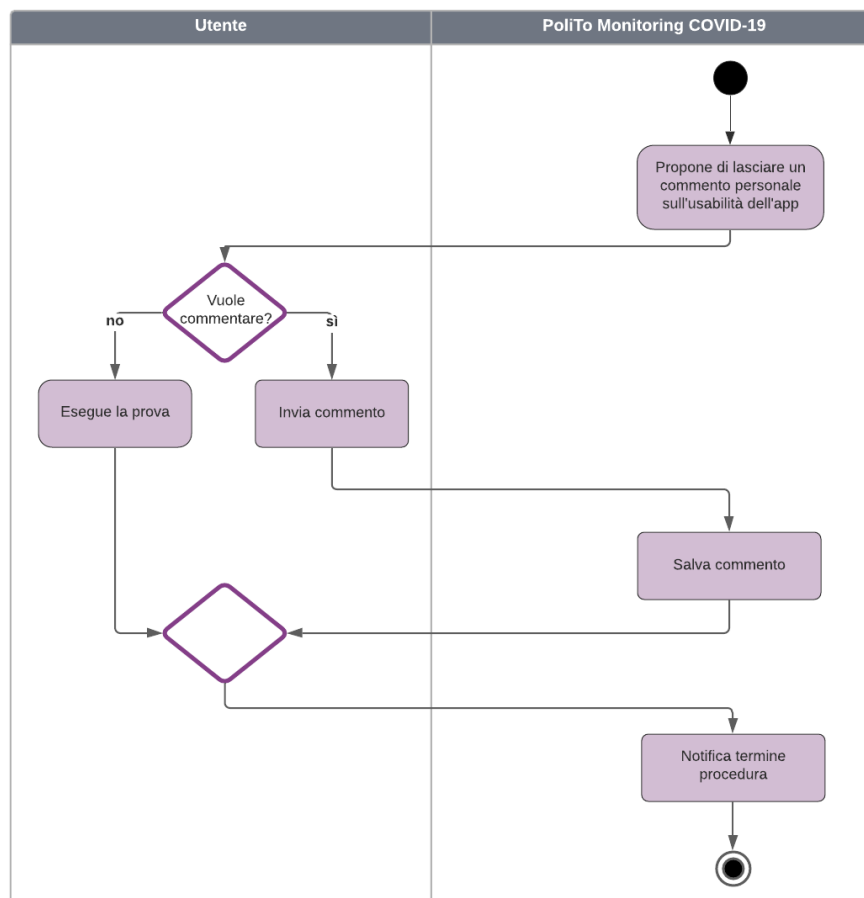 Utente
PoliTo Monitoring COVID-19
Propone di lasciare un
commento personale
sull'usabilità dell'app
Vuole
commentare?
no
sì
Esegue la prova
Invia commento
Salva commento
Notifica termine
procedura